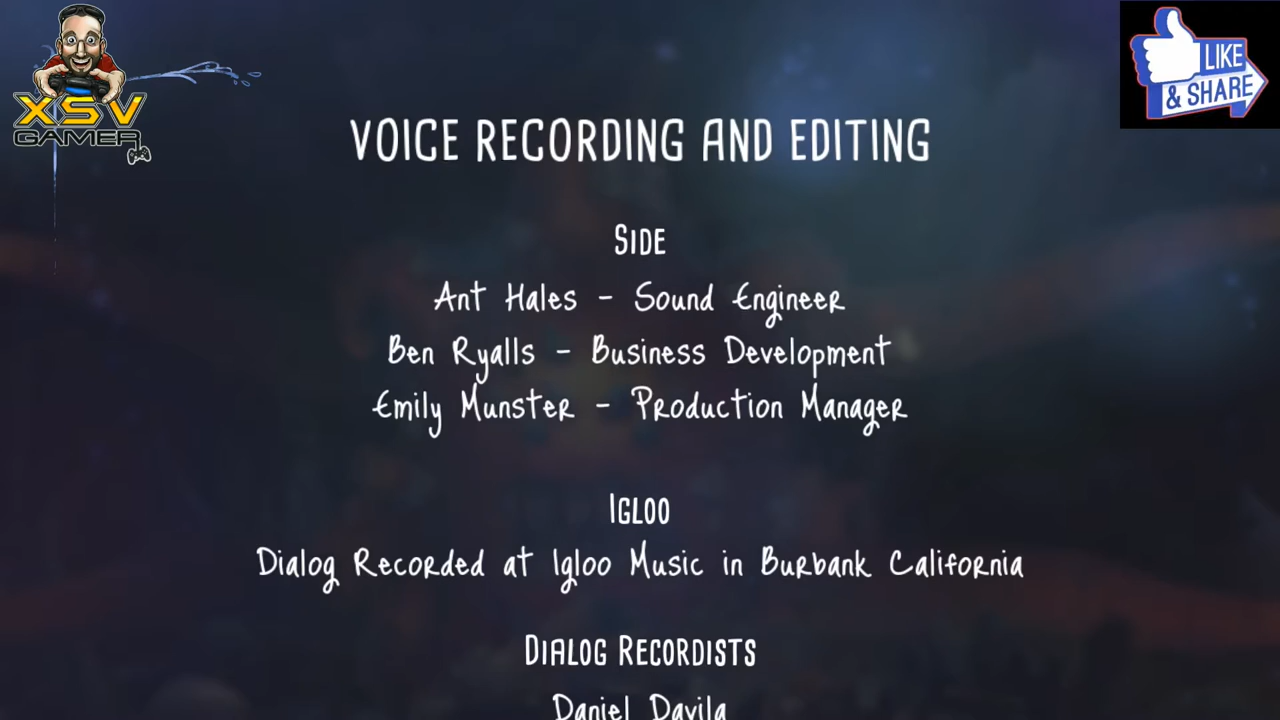 XSV
GAMER
LIKE
& SHARE
VOICE RECORDING AND EDITING
SIDE
Ant Hales - Sound Engineer
Ben Ryalls - Business Development
Emily Munster - Production Manager
IGLOO
Dialog Recorded at Igloo Music in Burbank California
DIALOG RECORDISTS
Daniel Davila